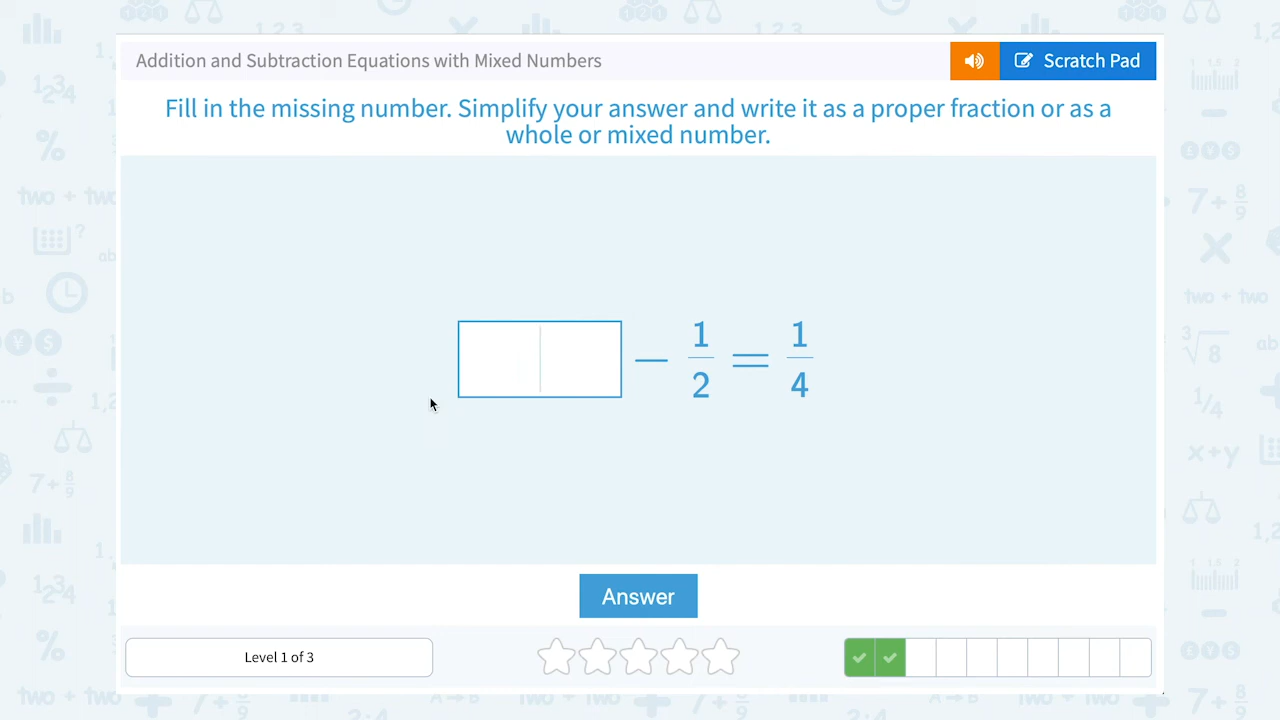 Addition and Subtraction Equations with Mixed Numbers
Scratch Pad
Fill in the missing number. Simplify your answer and write it as a proper fraction or as a
whole or mixed number.
− 1/2 = 1/4
Answer
Level 1 of 3